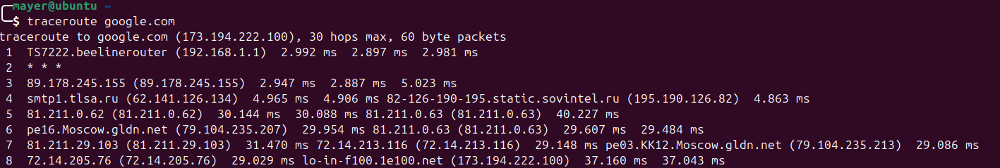 mayer@ubuntu ~
$ traceroute google.com
traceroute to google.com (173.194.222.100), 30 hops max, 60 byte packets
 1  TS7222.beelinerouter (192.168.1.1)  2.992 ms  2.897 ms  2.981 ms
 2  * * *
 3  89.178.245.155 (89.178.245.155)  2.947 ms  2.887 ms  5.023 ms
 4  smtp1.tlsa.ru (62.141.126.134)  4.965 ms  4.906 ms 82-126-190-195.static.sovintel.ru (195.190.126.82)  4.863 ms
 5  81.211.0.62 (81.211.0.62)  30.144 ms  30.088 ms 81.211.0.63 (81.211.0.63)  40.227 ms
 6  pe16.Moscow.gldn.net (79.104.235.207)  29.954 ms 81.211.0.63 (81.211.0.63)  29.607 ms  29.484 ms
 7  81.211.29.103 (81.211.29.103)  31.470 ms 72.14.213.116 (72.14.213.116)  29.148 ms pe03.KK12.Moscow.gldn.net (79.104.235.213)  29.086 ms
 8  72.14.205.76 (72.14.205.76)  29.029 ms lo-in-f100.1e100.net (173.194.222.100)  37.160 ms  37.043 ms